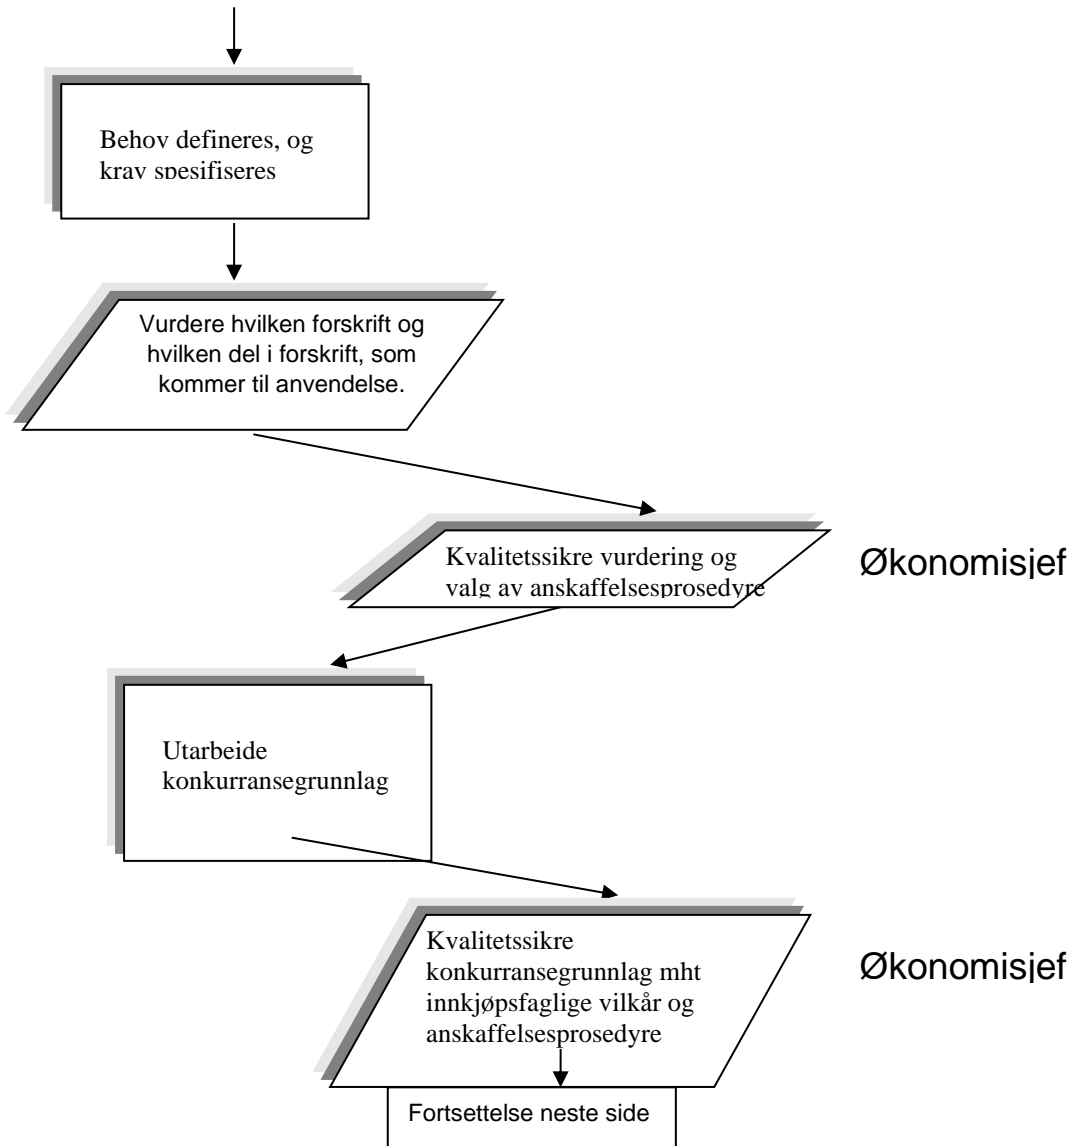 Behov defineres, og
krav spesifiseres
Vurdere hvilken forskrift og
hvilken del i forskrift, som
kommer til anvendelse.
Kvalitetssikre vurdering og
valg av anskaffelsesprosedyre
Økonomisjef
Utarbeide
konkurransegrunnlag
Kvalitetssikre
konkurransegrunnlag mht
innkjøpsfaglige vilkår og
anskaffelsesprosedyre
Økonomisjef
Fortsettelse neste side